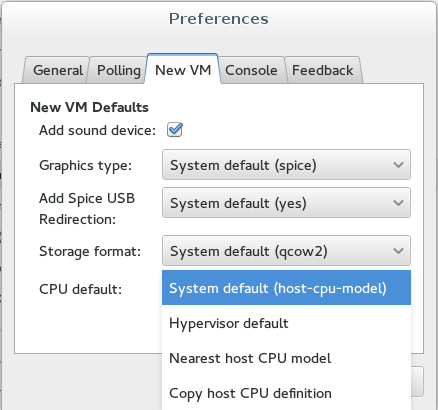 Preferences
General Polling New VM Console Feedback
New VM Defaults
Add sound device:
Graphics type: System default (spice)
Add Spice USB
Redirection: System default (yes)
Storage format: System default (qcow2)
CPU default: System default (host-cpu-model)
Hypervisor default
Nearest host CPU model
Copy host CPU definition